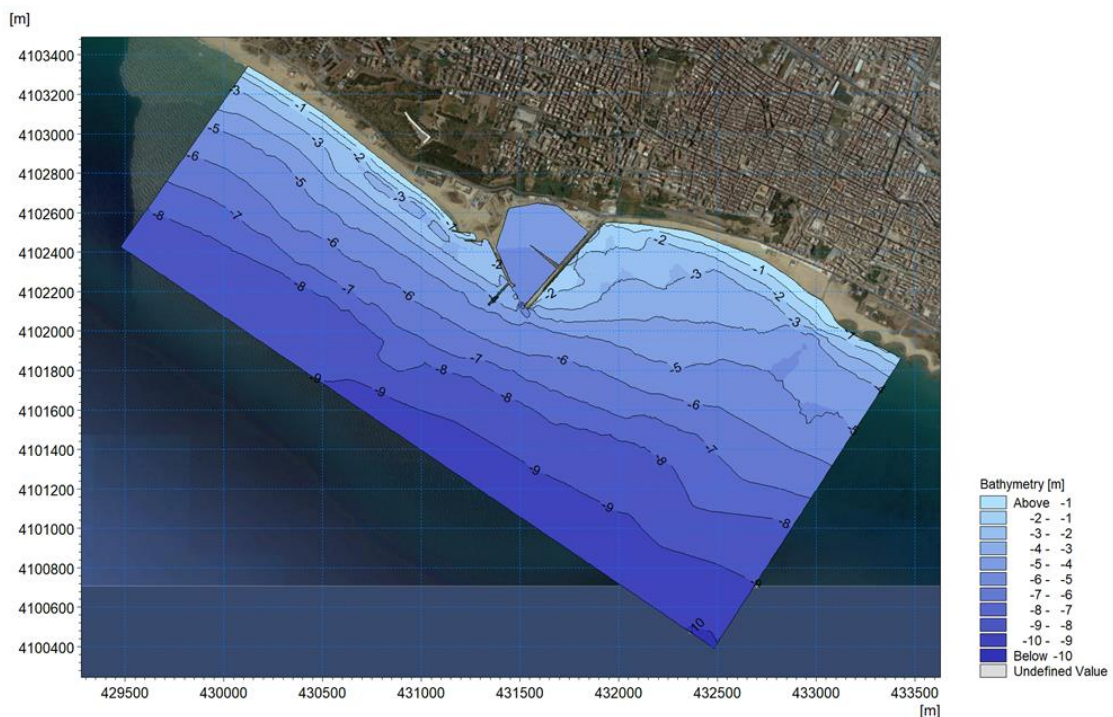 [m]
4103400
4103200
4103000
4102800
4102600
4102400
4102200
4102000
4101800
4101600
4101400
4101200
4101000
4100800
4100600
4100400
429500 430000 430500 431000 431500 432000 432500 433000 433500
[m]
-3 -1
-5 -3 -2
-6 -5 -3
-7 -2 -2 -1
-8 -6 -3
-8 -7 -6 -2 -2 -3
-7 -6 -5
-9 -9 -8 -8 -6
-7
-9 -8
-9 -8
-10
Bathymetry [m]
Above -1
-2 - -1
-3 - -2
-4 - -3
-5 - -4
-6 - -5
-7 - -6
-8 - -7
-9 - -8
-10 - -9
Below -10
Undefined Value